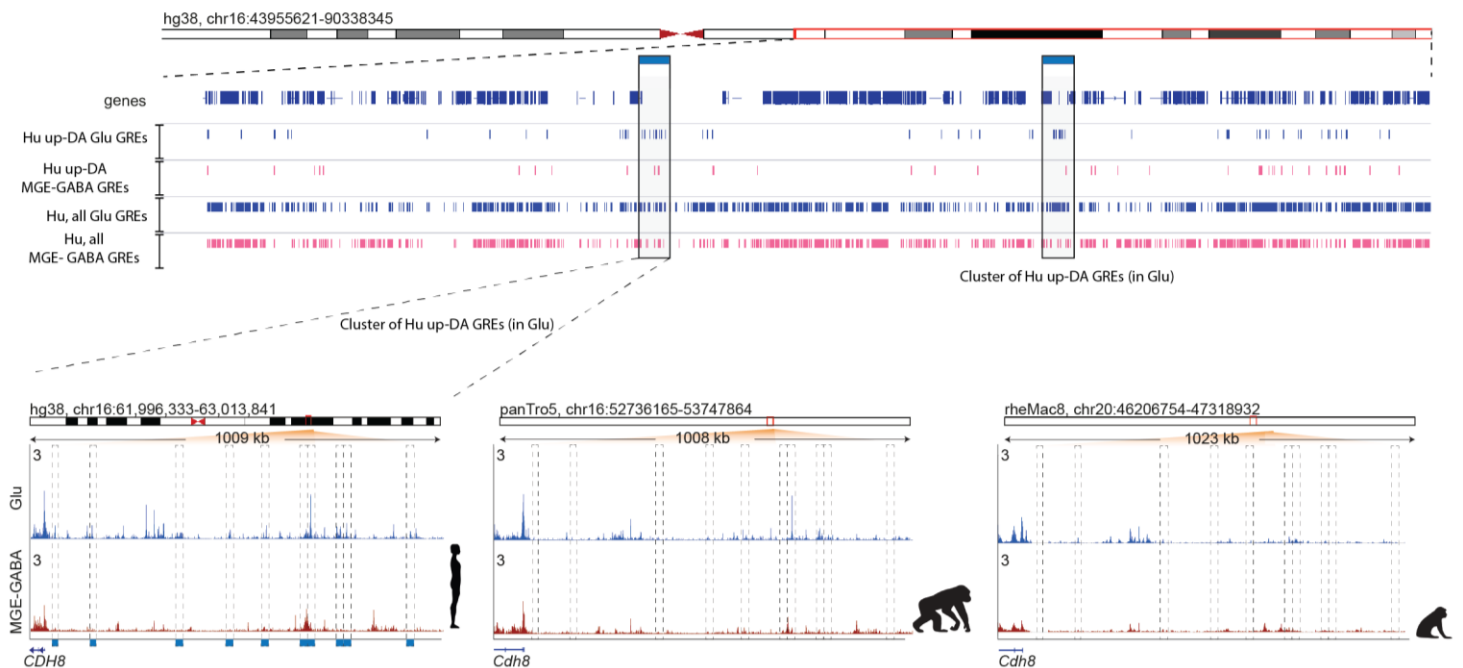 hg38, chr16:43955621-90338345
genes
Hu up-DA Glu GREs
Hu up-DA
MGE-GABA GREs
Hu, all Glu GREs
Hu, all
MGE- GABA GREs
Cluster of Hu up-DA GREs (in Glu)
Cluster of Hu up-DA GREs (in Glu)
hg38, chr16:61,996,333-63,013,841
1009 kb
3
Glu
3
MGE-GABA
CDH8
panTro5, chr16:52736165-53747864
1008 kb
3
3
Cdh8
rheMac8, chr20:46206754-47318932
1023 kb
3
3
Cdh8